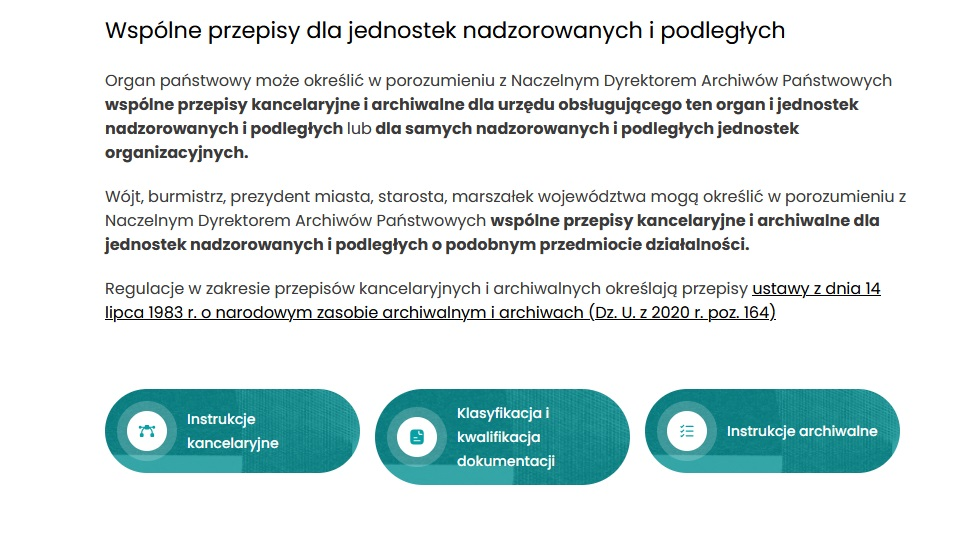 Wspólne przepisy dla jednostek nadzorowanych i podległych
Organ państwowy może określić w porozumieniu z Naczelnym Dyrektorem Archiwów Państwowych
wspólne przepisy kancelaryjne i archiwalne dla urzędu obsługującego ten organ i jednostek
nadzorowanych i podległych lub dla samych nadzorowanych i podległych jednostek
organizacyjnych.
Wójt, burmistrz, prezydent miasta, starosta, marszałek województwa mogą określić w porozumieniu z
Naczelnym Dyrektorem Archiwów Państwowych wspólne przepisy kancelaryjne i archiwalne dla
jednostek nadzorowanych i podległych o podobnym przedmiocie działalności.
Regulacje w zakresie przepisów kancelaryjnych i archiwalnych określają przepisy ustawy z dnia 14
lipca 1983 r. o narodowym zasobie archiwalnym i archiwach (Dz. U. z 2020 r. poz. 164)
Instrukcje
kancelaryjne
Klasyfikacja i
kwalifikacja
dokumentacji
Instrukcje archiwalne